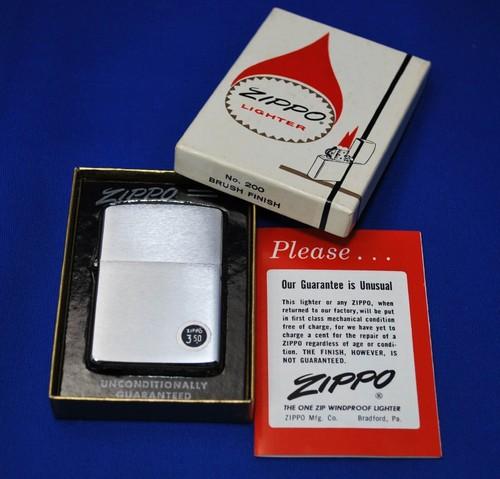 ZIPPO®
LIGHTER
No. 200
BRUSH FINISH
ZIPPO
ZIPPO
3 50
UNCONDITIONALLY
GUARANTEED
Please...
Our Guarantee is Unusual
This lighter or any ZIPPO, when
returned to our factory, will be put
in first class mechanical condition
free of charge, for we have yet to
charge a cent for the repair of a
ZIPPO regardless of age or condi-
tion. THE FINISH, HOWEVER, IS
NOT GUARANTEED.
ZIPPO®
THE ONE ZIP WINDPROOF LIGHTER
ZIPPO Mfg. Co. Bradford, Pa.